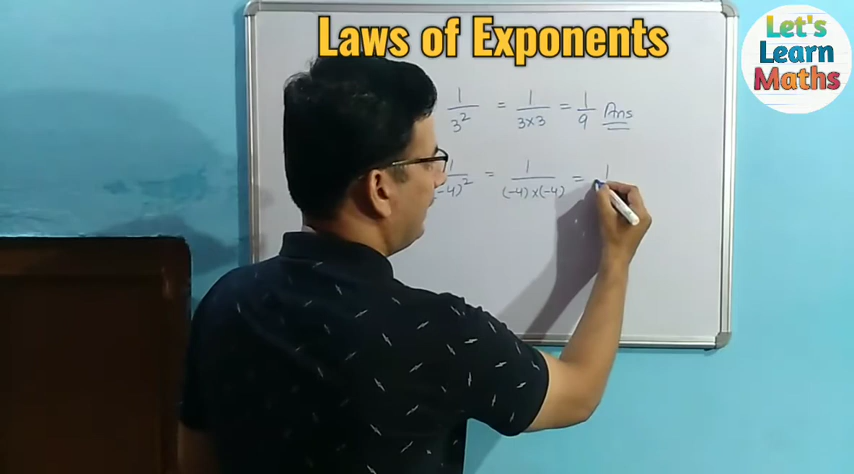 Laws of Exponents
Let's
Learn
Maths
1/3² = 1/3×3 = 1/9 Ans
1/(-4)² = 1/(-4)×(-4) = 1